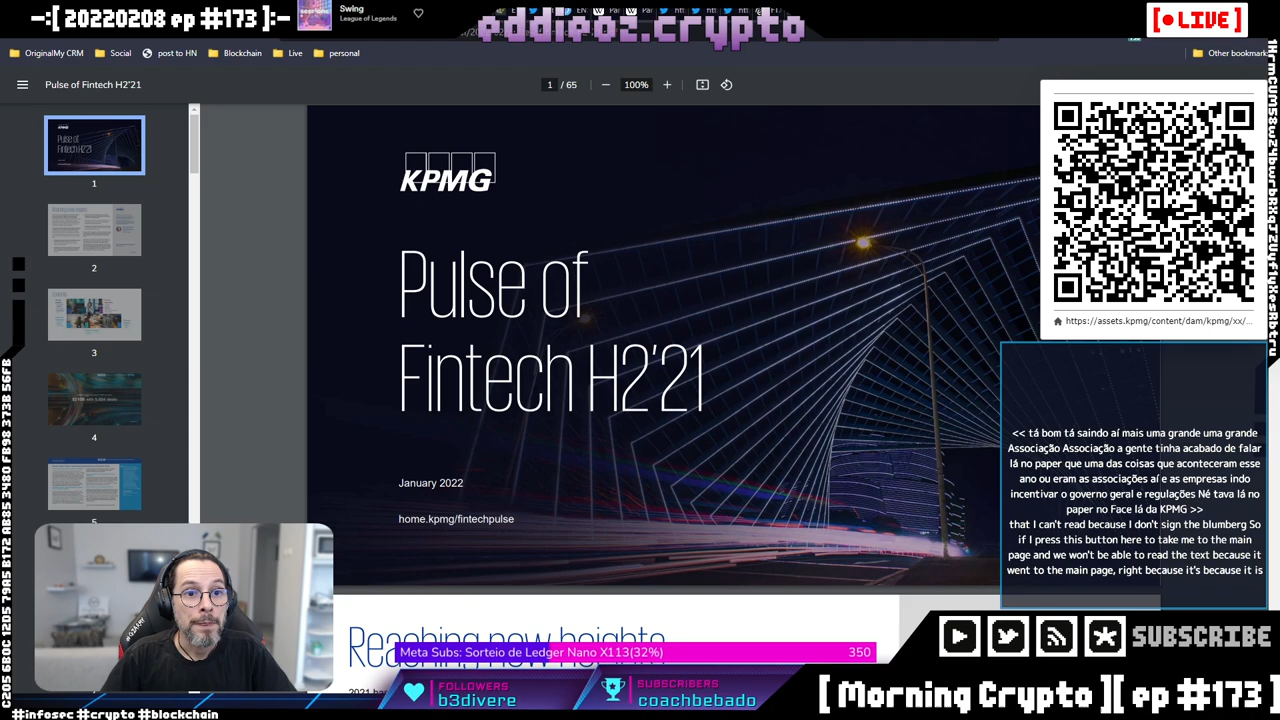 -:[ 20220208 ep #173 ]:-
Swing
League of Legends
eddieoz.crypto
[•LIVE]
OriginalMy CRM
Social
post to HN
Blockchain
Live
personal
Other bookmark
Pulse of Fintech H2'21
1 / 65
100%
1
2
3
4
KPMG
Pulse of
Fintech H2'21
January 2022
home.kpmg/fintechpulse
https://assets.kpmg/content/dam/kpmg/xx/...
<< tá bom tá saindo aí mais uma grande uma grande
Associação Associação a gente tinha acabado de falar
lá no paper que uma das coisas que aconteceram esse
ano ou eram as associações aí e as empresas indo
incentivar o governo geral e regulações Né tava lá no
paper no Face lá da KPMG >>
that I can't read because I don't sign the blumberg So
if I press this button here to take me to the main
page and we won't be able to read the text because it
went to the main page, right because it's because it is
Reaching new heights
Meta Subs: Sorteio de Ledger Nano X113(32%)
350
FOLLOWERS
b3divere
SUBSCRIBERS
coachbebado
SUBSCRIBE
[ Morning Crypto ][ ep #173 ]
#infosec #crypto #blockchain